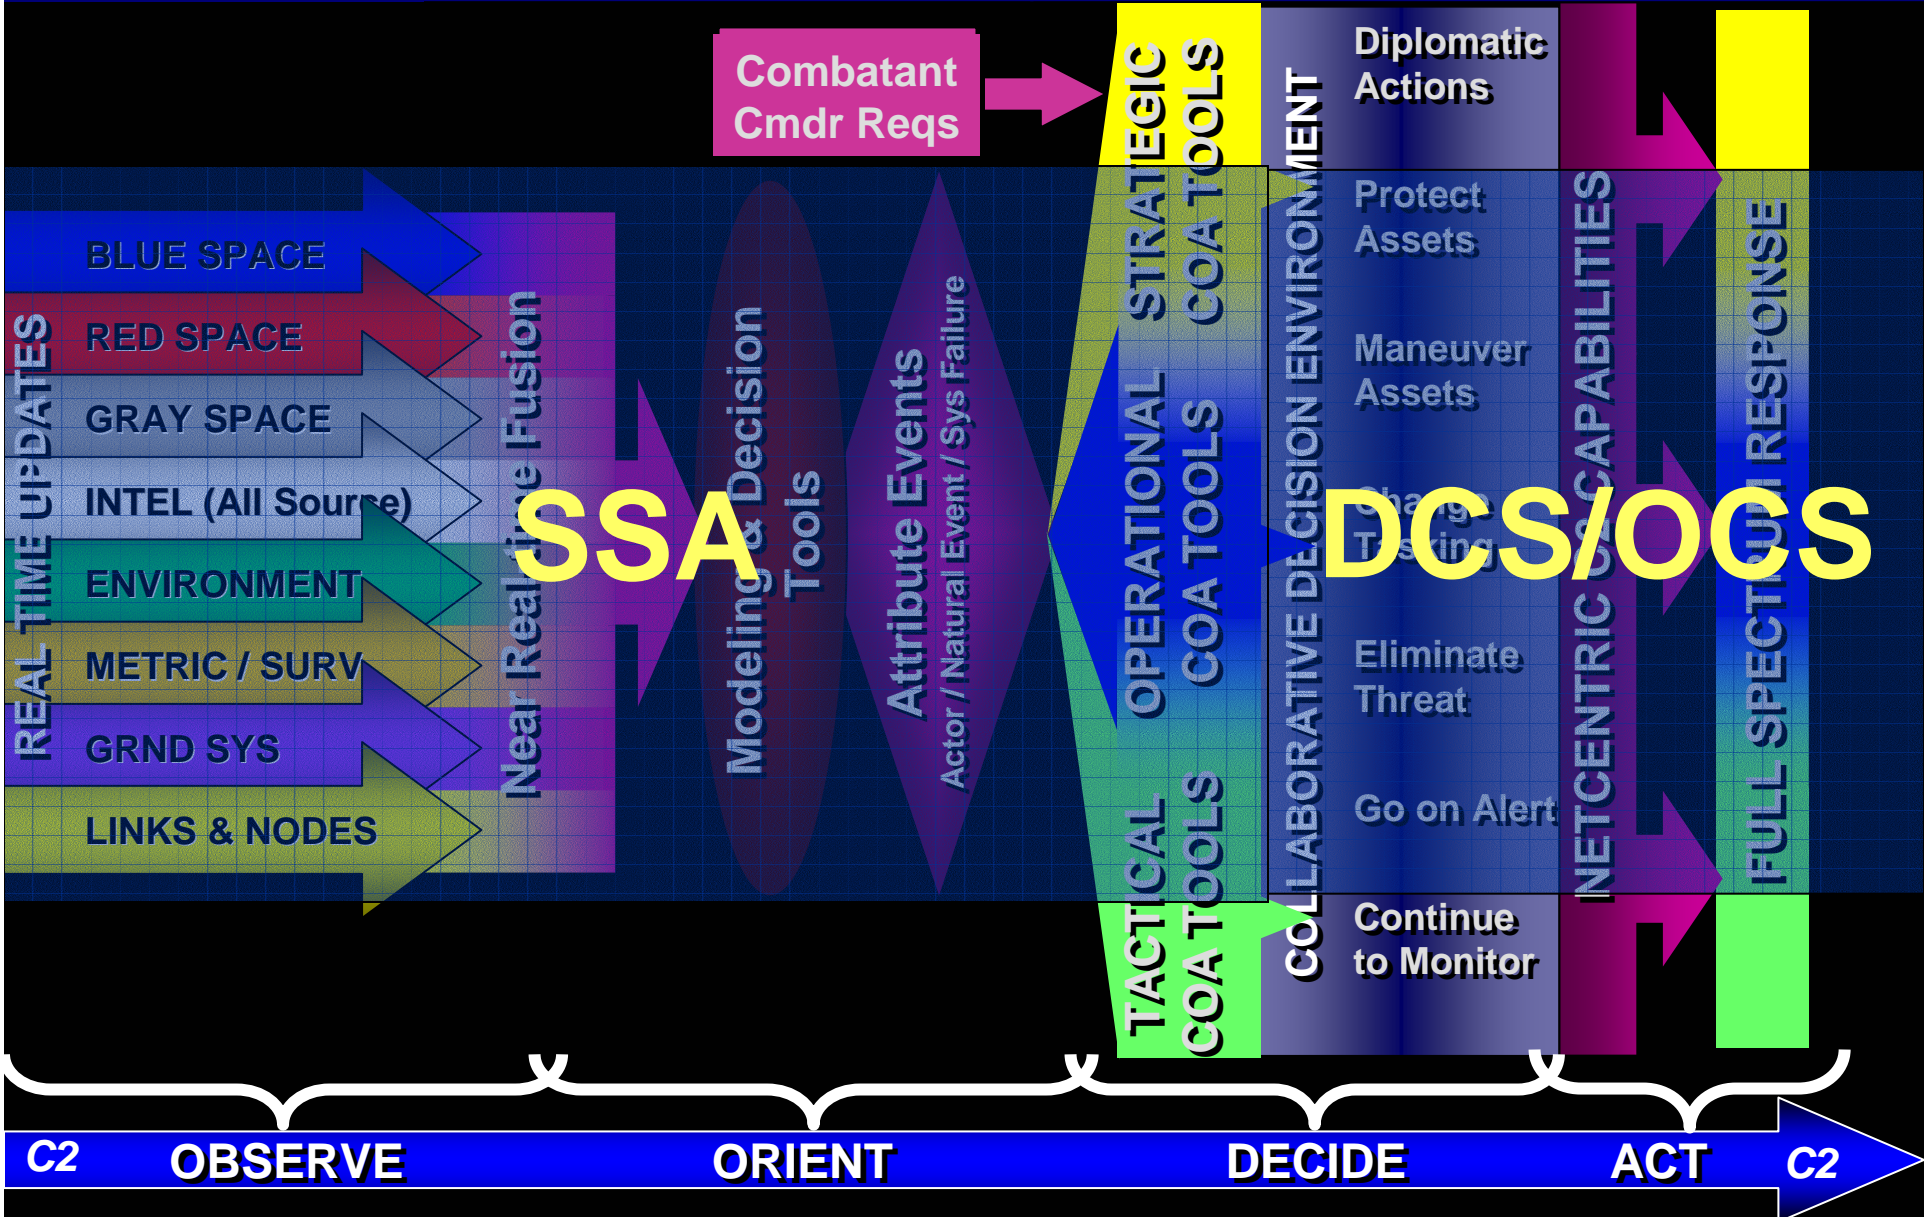 Combatant
Cmdr Reqs
REAL TIME UPDATES
BLUE SPACE
RED SPACE
GRAY SPACE
INTEL (All Source)
ENVIRONMENT
METRIC / SURV
GRND SYS
LINKS & NODES
Near Real time Fusion
SSA
Modeling & Decision
Tools
Attribute Events
Actor / Natural Event / Sys Failure
STRATEGIC
COA TOOLS
OPERATIONAL
COA TOOLS
TACTICAL
COA TOOLS
COLLABORATIVE DECISION ENVIRONMENT
Diplomatic
Actions
Protect
Assets
Maneuver
Assets
Change
Tasking
Eliminate
Threat
Go on Alert
Continue
to Monitor
DCS/OCS
NETCENTRIC C2 CAPABILITIES
FULL SPECTRUM RESPONSE
C2
OBSERVE
ORIENT
DECIDE
ACT
C2